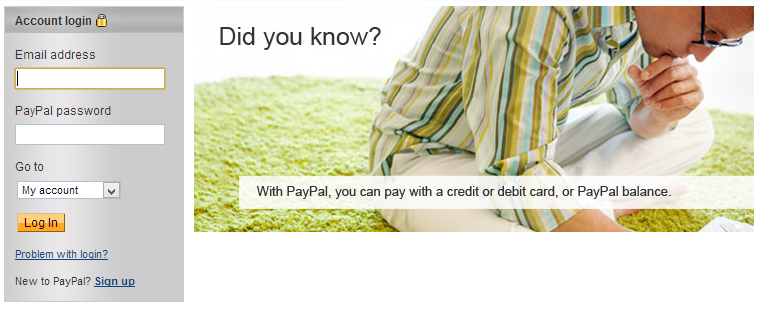 Account login
Email address
PayPal password
Go to
My account
Log In
Problem with login?
New to PayPal? Sign up
Did you know?
With PayPal, you can pay with a credit or debit card, or PayPal balance.